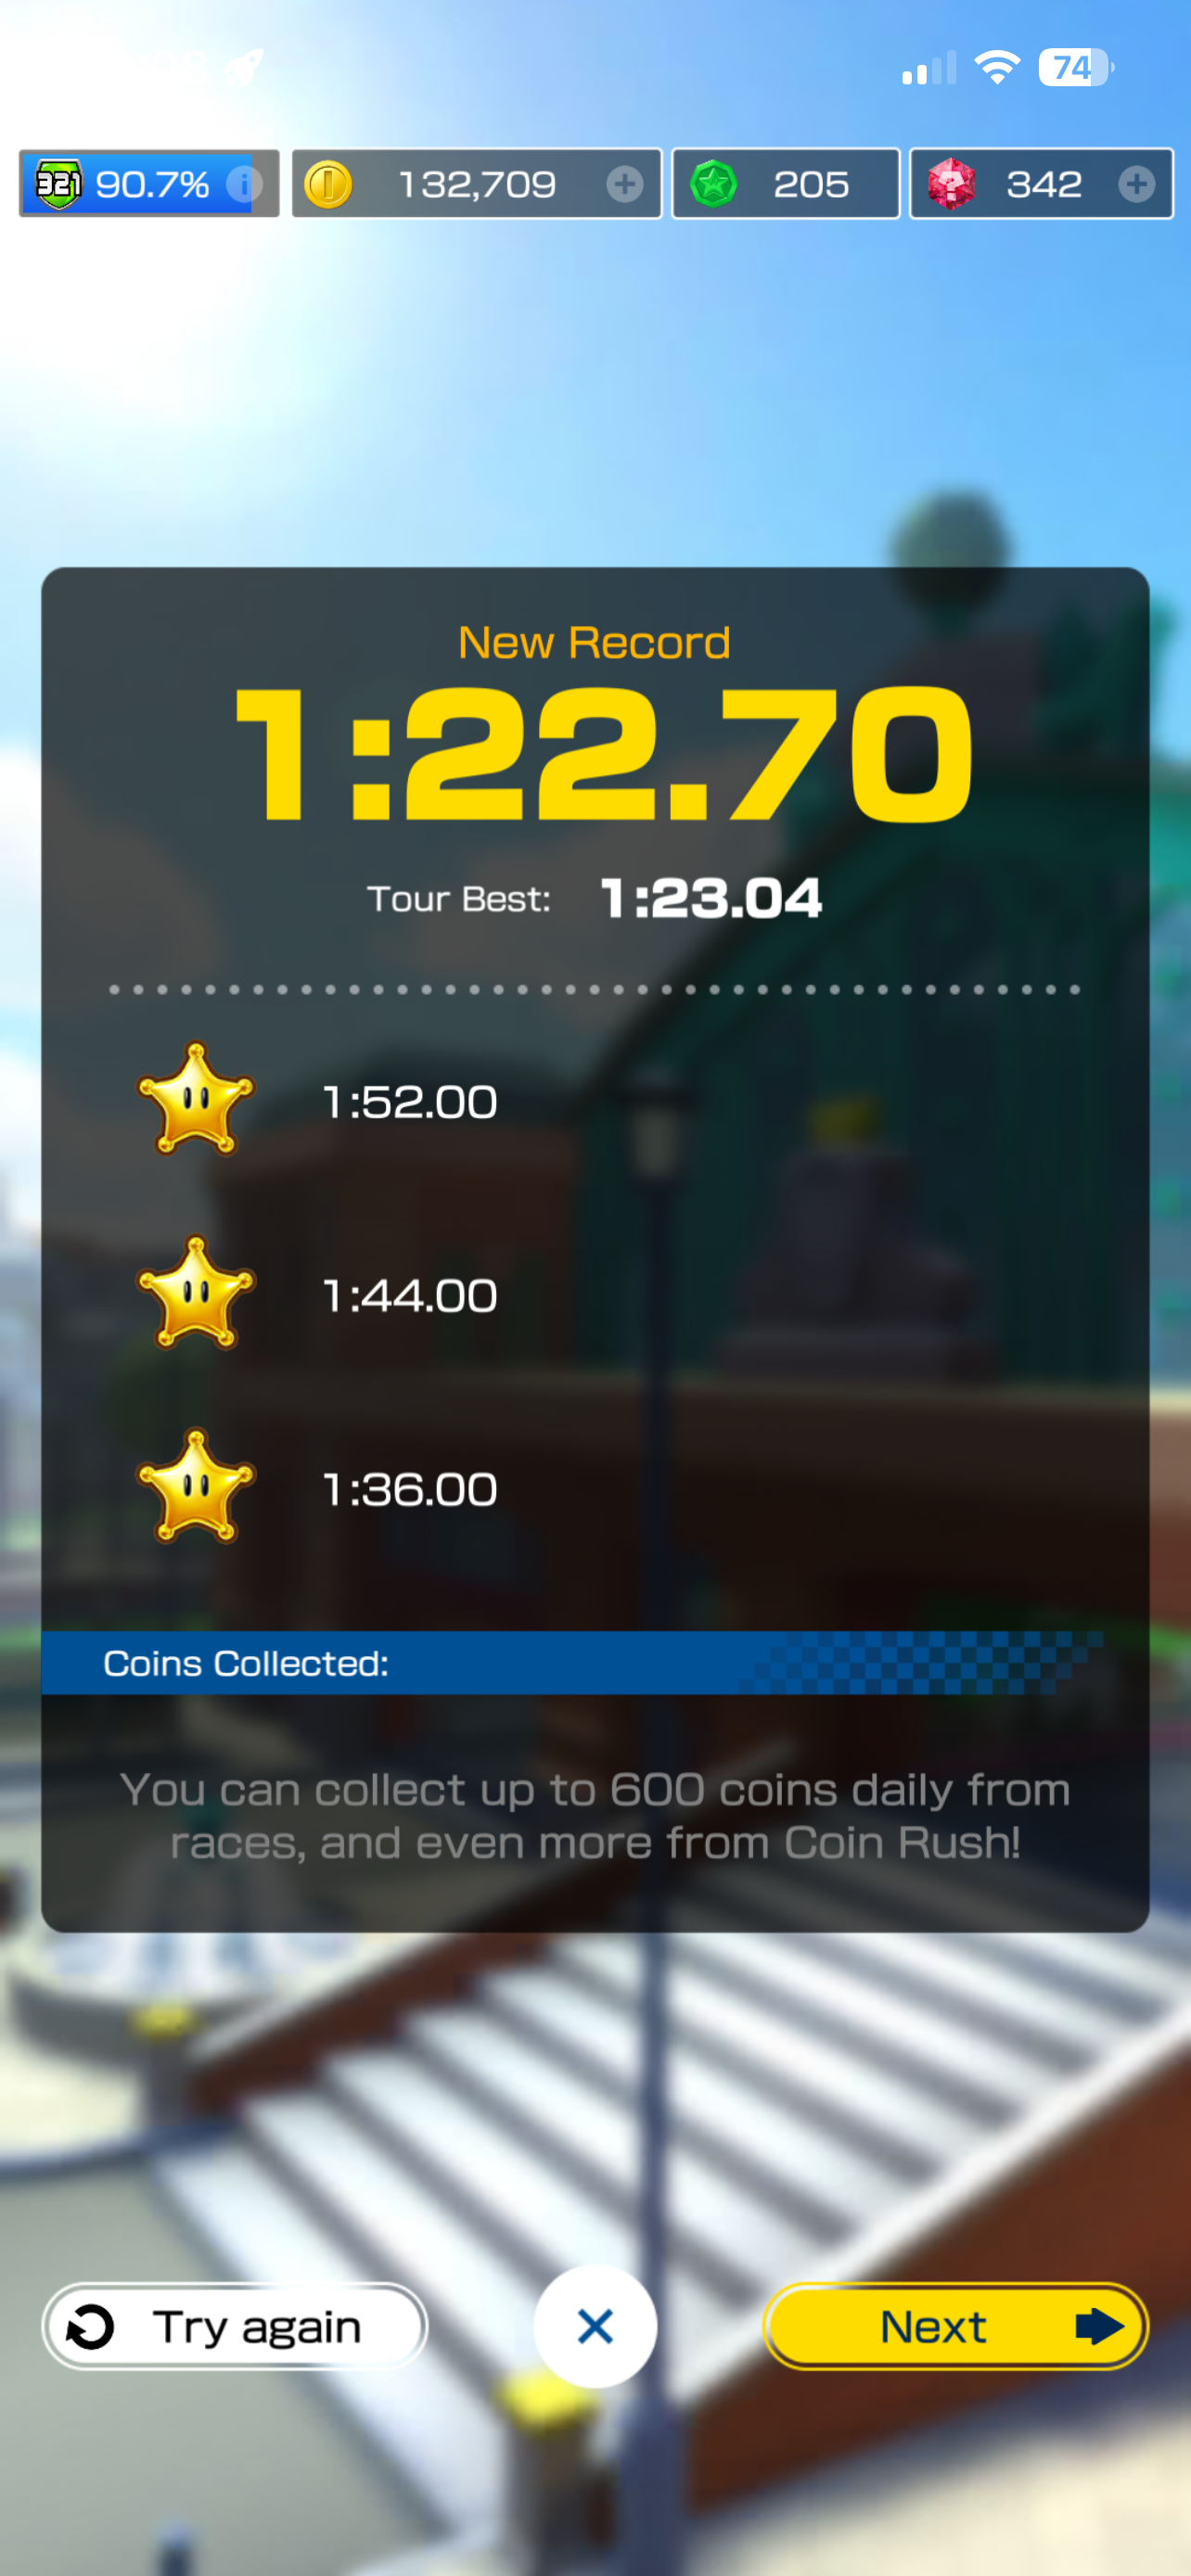 74
321 90.7% i 132,709 + 205 ? 342 +
New Record
1:22.70
Tour Best: 1:23.04
1:52.00
1:44.00
1:36.00
Coins Collected:
You can collect up to 600 coins daily from
races, and even more from Coin Rush!
Try again × Next